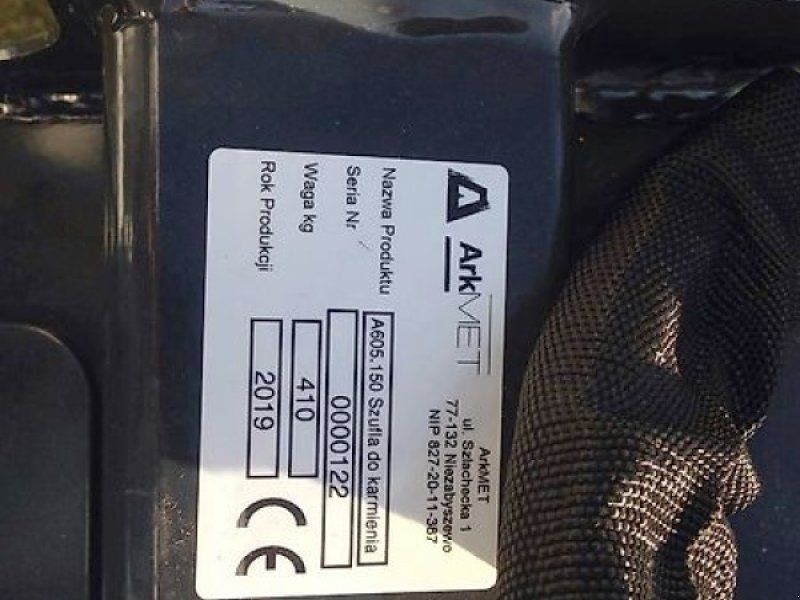 ArkMET
ArkMET
ul. Szlachecka 1
77-132 Niezabyszewo
NIP 827-20-11-367
Nazwa Produktu A605.150 Szufla do karmienia
Seria Nr 0000122
Waga kg 410
Rok Produkcji 2019
CE